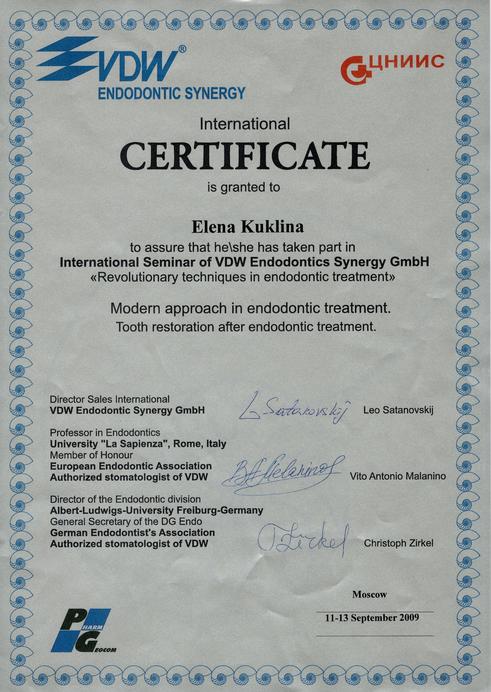 VDW®
ENDODONTIC SYNERGY
ЦНИИС
International
CERTIFICATE
is granted to
Elena Kuklina
to assure that he\she has taken part in
International Seminar of VDW Endodontics Synergy GmbH
«Revolutionary techniques in endodontic treatment»
Modern approach in endodontic treatment.
Tooth restoration after endodontic treatment.
Director Sales International
VDW Endodontic Synergy GmbH
L Satanovskij
Leo Satanovskij
Professor in Endodontics
University "La Sapienza", Rome, Italy
Member of Honour
European Endodontic Association
Authorized stomatologist of VDW
Vito Antonio Malanino
Director of the Endodontic division
Albert-Ludwigs-University Freiburg-Germany
General Secretary of the DG Endo
German Endodontist's Association
Authorized stomatologist of VDW
Zirkel
Christoph Zirkel
Moscow
11-13 September 2009
PHARM
GEOCOM